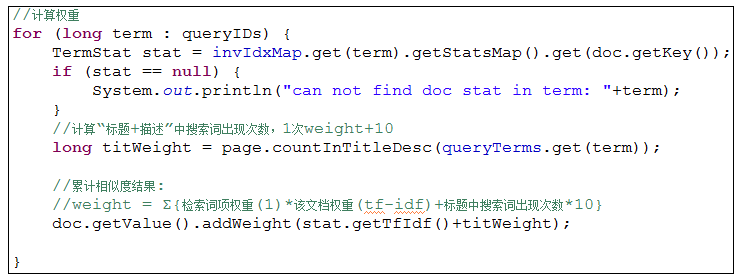 //计算权重
for (long term : queryIDs) {
    TermStat stat = invIdxMap.get(term).getStatsMap().get(doc.getKey());
    if (stat == null) {
        System.out.println("can not find doc stat in term: "+term);
    }
    //计算“标题+描述”中搜索词出现次数，1次weight+10
    long titWeight = page.countInTitleDesc(queryTerms.get(term));
    //累计相似度结果：
    //weight = Σ{检索词项权重(1)*该文档权重(tf-idf)+标题中搜索词出现次数*10}
    doc.getValue().addWeight(stat.getTfIdf()+titWeight);
}